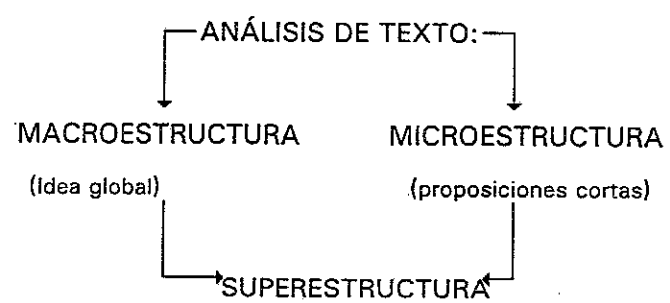 ANÁLISIS DE TEXTO:
MACROESTRUCTURA MICROESTRUCTURA
(Idea global) (proposiciones cortas)
SUPERESTRUCTURA